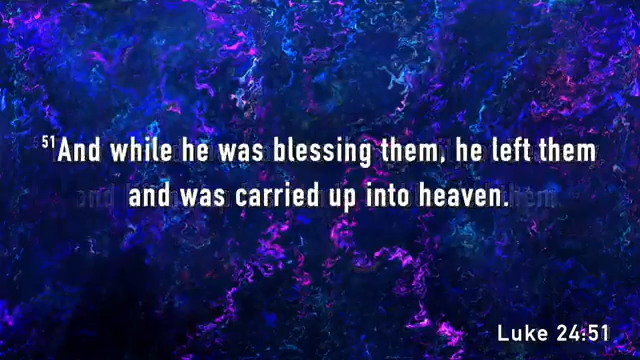 ⁵¹And while he was blessing them, he left them
and was carried up into heaven.
Luke 24:51